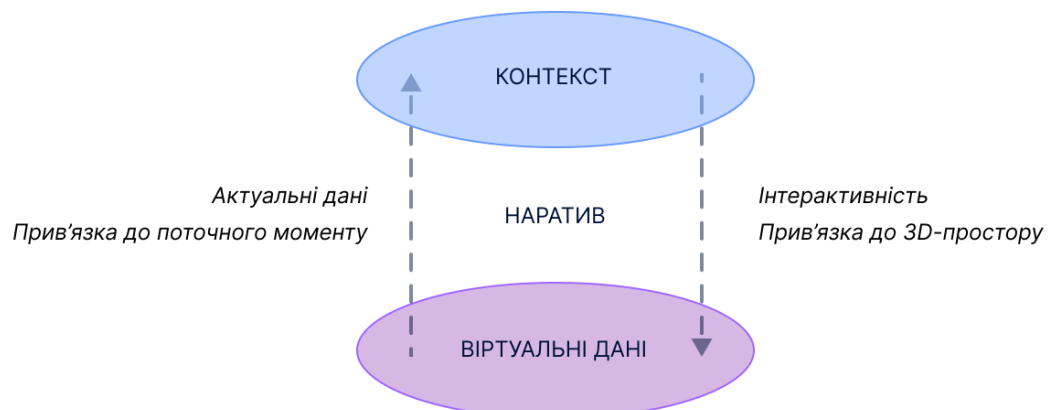 КОНТЕКСТ
Актуальні дані
Прив’язка до поточного моменту
НАРАТИВ
Інтерактивність
Прив’язка до 3D-простору
ВІРТУАЛЬНІ ДАНІ